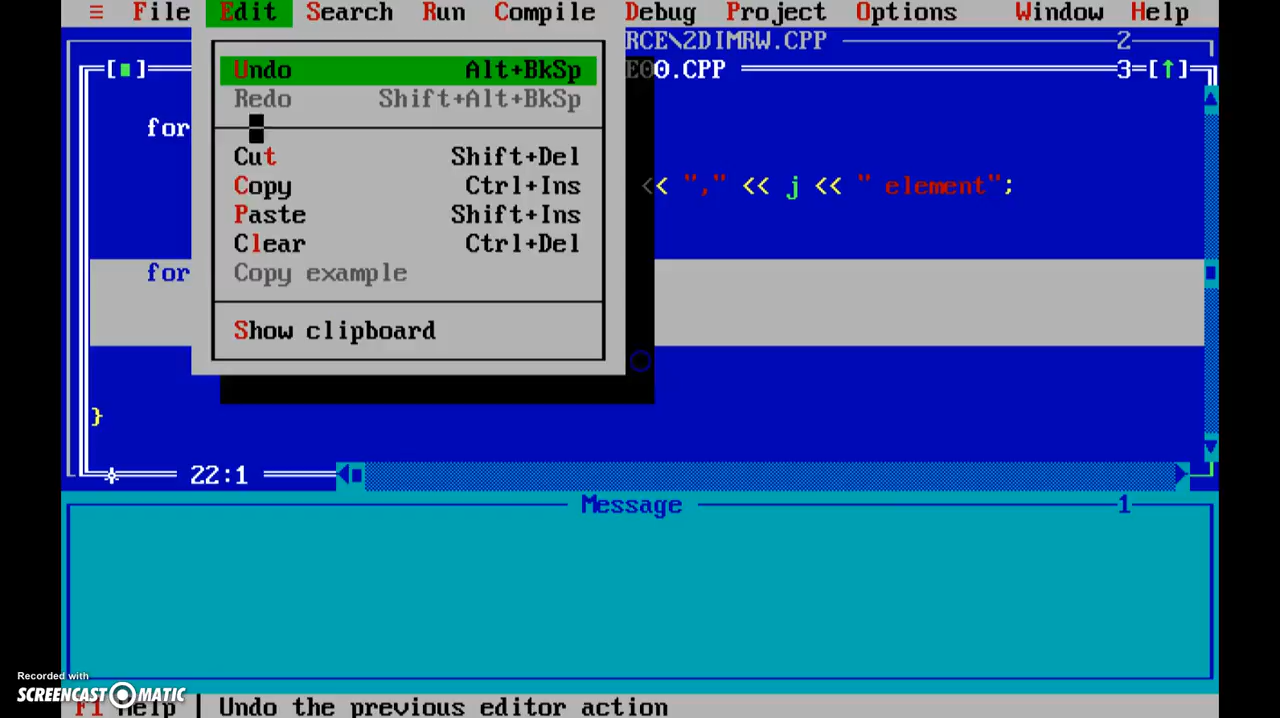 ≡ File Edit Search Run Compile Debug Project Options Window Help
RCE\2DIMRW.CPP 2
[■] E00.CPP 3=[↑]
Undo Alt+BkSp
Redo Shift+Alt+BkSp
for
Cut Shift+Del
Copy Ctrl+Ins << "," << j << " element";
Paste Shift+Ins
Clear Ctrl+Del
for Copy example
Show clipboard
}
22:1
Message 1
Recorded with
SCREENCAST MATIC
F1 Help | Undo the previous editor action